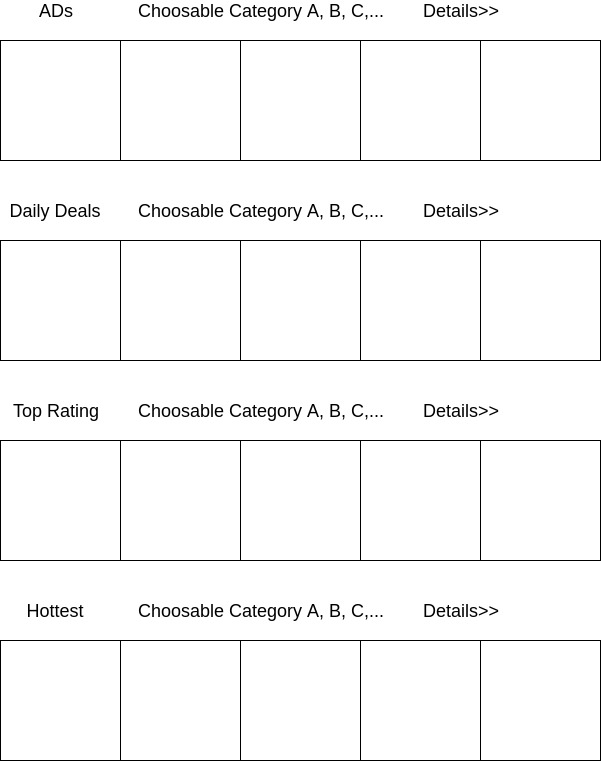 ADs Choosable Category A, B, C,... Details>>
Daily Deals Choosable Category A, B, C,... Details>>
Top Rating Choosable Category A, B, C,... Details>>
Hottest Choosable Category A, B, C,... Details>>